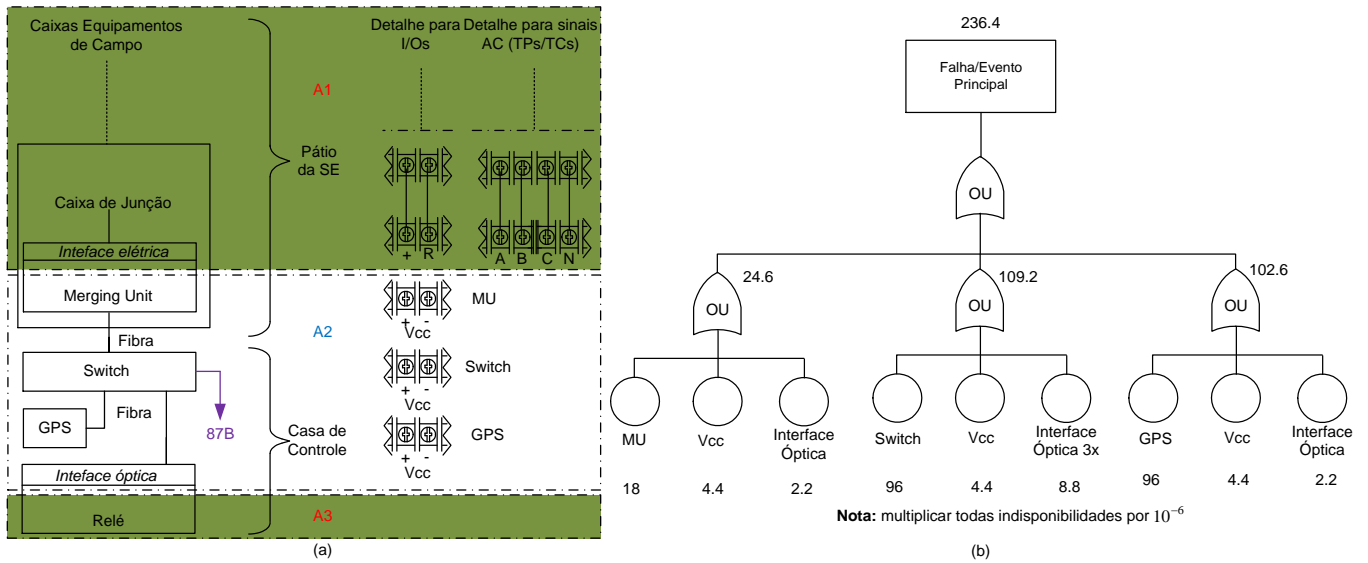 Caixas Equipamentos
de Campo
Detalhe para
I/Os
Detalhe para sinais
AC (TPs/TCs)
A1
Pátio
da SE
Caixa de Junção
Inteface elétrica
+ R
A B C N
Merging Unit
MU
+ -
Vcc
A2
Fibra
Switch
Switch
+ -
Vcc
GPS
Fibra
87B
Casa de
Controle
GPS
+ -
Vcc
Inteface óptica
Relé
A3
(a)
236.4
Falha/Evento
Principal
OU
24.6
OU
109.2
OU
102.6
OU
MU
Vcc
Interface
Óptica
Switch
Vcc
Interface
Óptica 3x
GPS
Vcc
Interface
Óptica
18
4.4
2.2
96
4.4
8.8
96
4.4
2.2
Nota: multiplicar todas indisponibilidades por 10⁻⁶
(b)